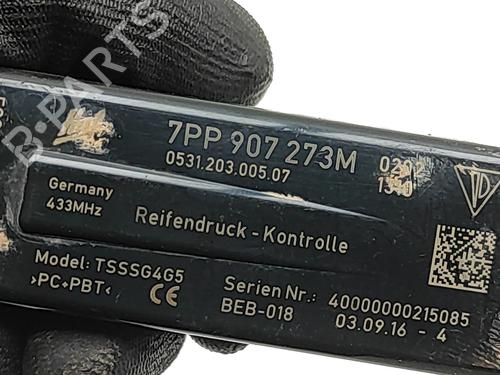 B-PARTS
7PP 907 273M
0531.203.005.07
Germany
433MHz
Reifendruck - Kontrolle
Model: TSSSG4G5
>PC+PBT<
Serien Nr.: 40000000215085
BEB-018
03.09.16 - 4